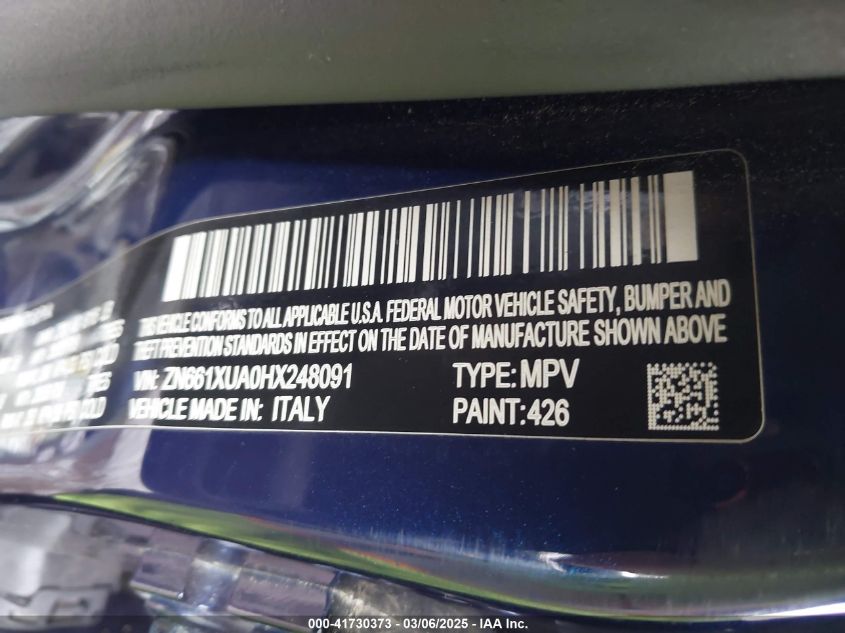 THIS VEHICLE CONFORMS TO ALL APPLICABLE U.S.A. FEDERAL MOTOR VEHICLE SAFETY, BUMPER AND
THEFT PREVENTION STANDARDS IN EFFECT ON THE DATE OF MANUFACTURE SHOWN ABOVE
VIN: ZN661XUA0HX248091 TYPE: MPV
VEHICLE MADE IN: ITALY PAINT: 426
000-41730373 — 03/06/2025 — IAA Inc.